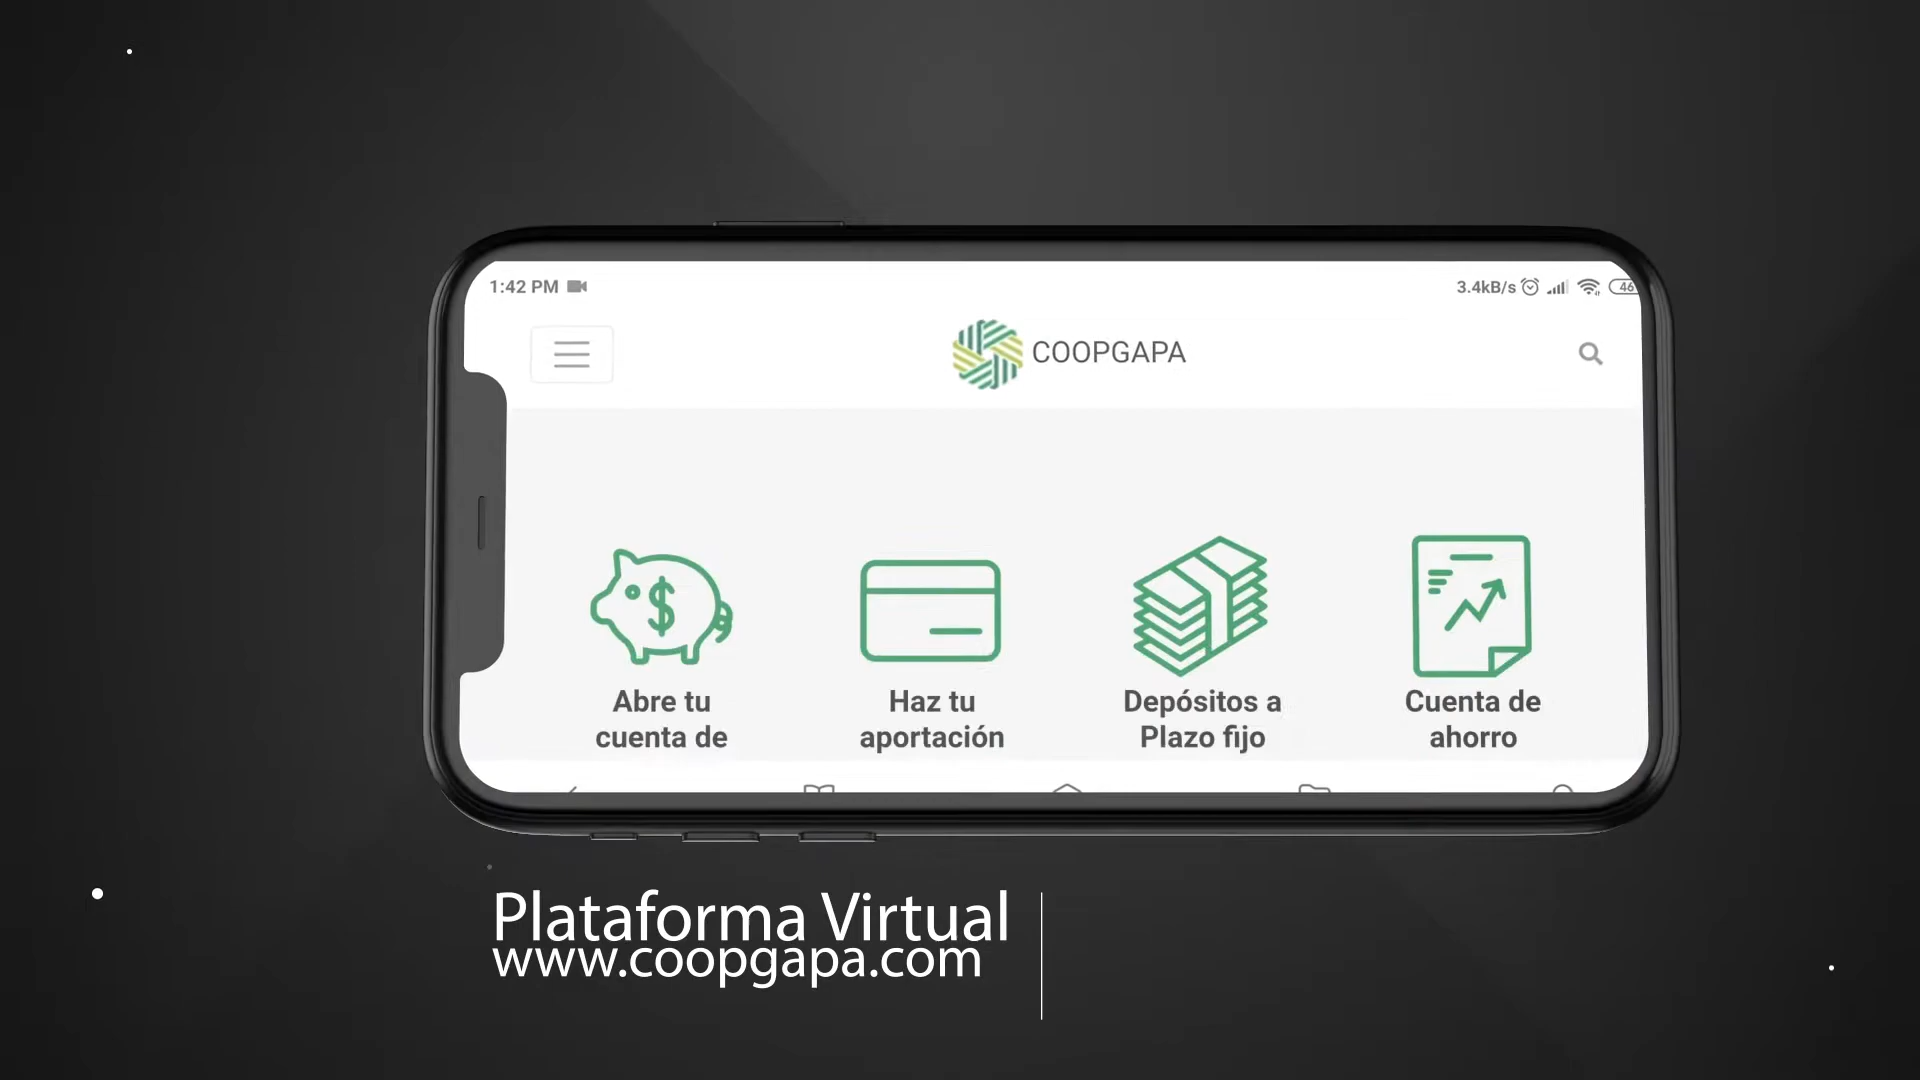 1:42 PM
3.4kB/s
46
COOPGAPA
$
Abre tu
cuenta de
Haz tu
aportación
Depósitos a
Plazo fijo
Cuenta de
ahorro
Plataforma Virtual
www.coopgapa.com